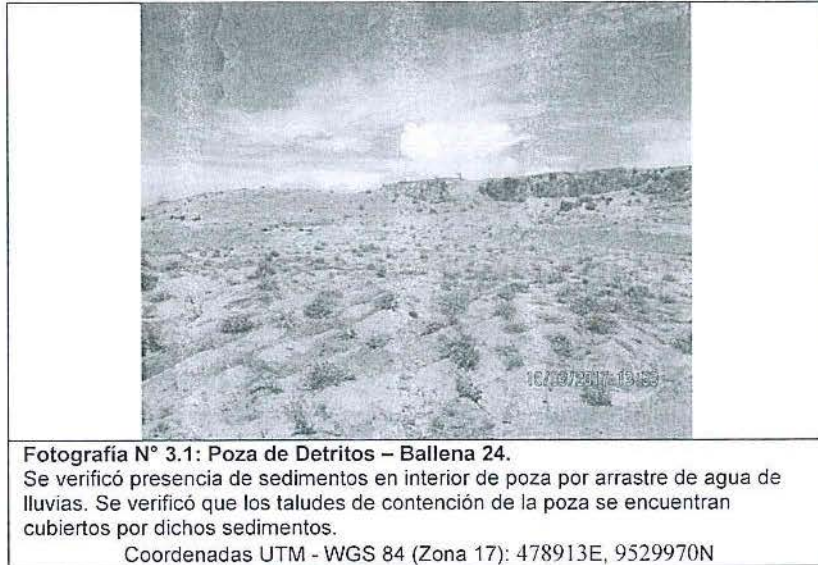 Fotografía N° 3.1: Poza de Detritos – Ballena 24.
Se verificó presencia de sedimentos en interior de poza por arrastre de agua de
lluvias. Se verificó que los taludes de contención de la poza se encuentran
cubiertos por dichos sedimentos.
Coordenadas UTM - WGS 84 (Zona 17): 478913E, 9529970N